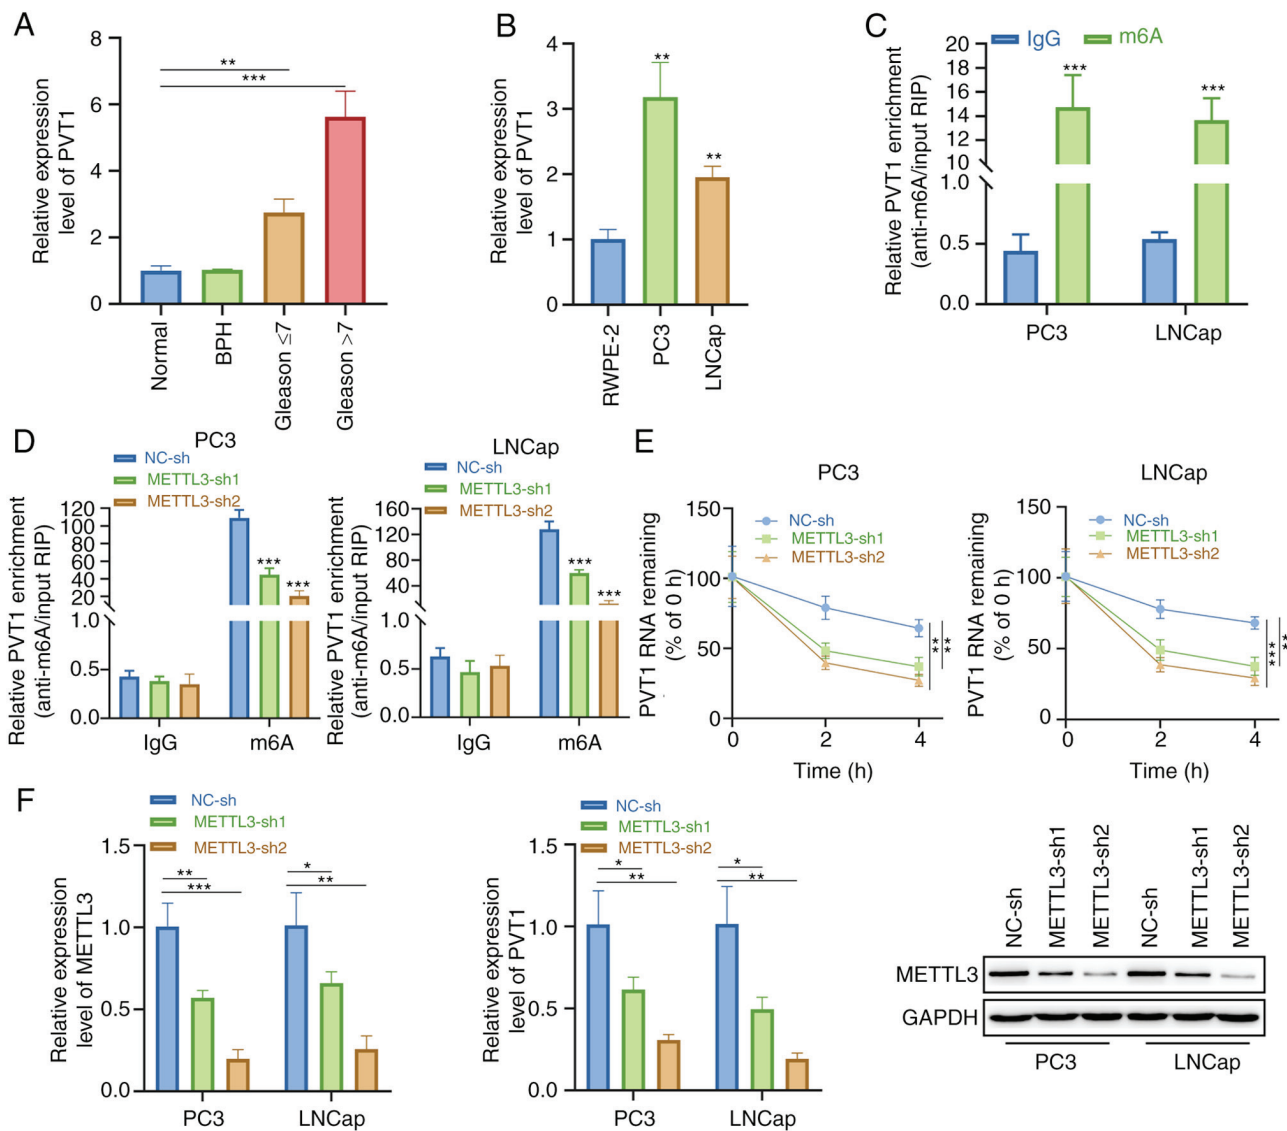 A
Relative expression
level of PVT1
8
6
4
2
0
**
***
Normal
BPH
Gleason ≤7
Gleason >7
B
Relative expression
level of PVT1
4
3
2
1
0
**
**
RWPE-2
PC3
LNCap
C
IgG
m6A
Relative PVT1 enrichment
(anti-m6A/input RIP)
20
18
16
14
12
10
1.0
0.5
0.0
***
***
PC3
LNCap
D
PC3
NC-sh
METTL3-sh1
METTL3-sh2
Relative PVT1 enrichment
(anti-m6A/input RIP)
120
100
80
60
40
20
1.0
0.5
0.0
***
***
IgG
m6A
LNCap
NC-sh
METTL3-sh1
METTL3-sh2
Relative PVT1 enrichment
(anti-m6A/input RIP)
160
120
80
40
1.0
0.5
0.0
***
***
IgG
m6A
E
PC3
NC-sh
METTL3-sh1
METTL3-sh2
PVT1 RNA remaining
(% of 0 h)
150
100
50
0
**
**
0 2 4
Time (h)
LNCap
NC-sh
METTL3-sh1
METTL3-sh2
PVT1 RNA remaining
(% of 0 h)
150
100
50
0
***
**
0 2 4
Time (h)
F
NC-sh
METTL3-sh1
METTL3-sh2
Relative expression
level of METTL3
1.5
1.0
0.5
0.0
**
***
*
**
PC3
LNCap
NC-sh
METTL3-sh1
METTL3-sh2
Relative expression
level of PVT1
1.5
1.0
0.5
0.0
*
**
*
**
PC3
LNCap
NC-sh
METTL3-sh1
METTL3-sh2
NC-sh
METTL3-sh1
METTL3-sh2
METTL3
GAPDH
PC3
LNCap